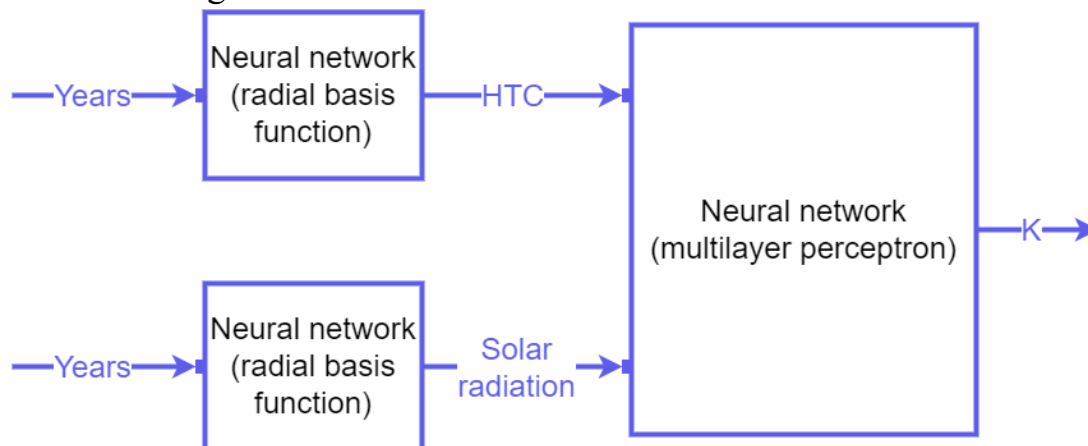 Neural network
(radial basis
function)
Years
HTC
Neural network
(multilayer perceptron)
K
Neural network
(radial basis
function)
Years
Solar
radiation